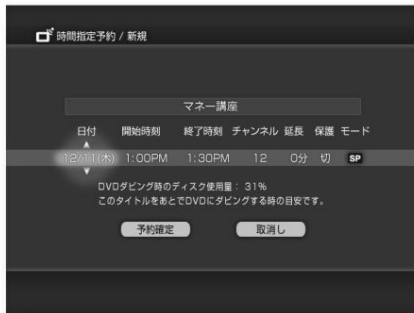 時間指定予約 / 新規
マネー講座
日付 開始時刻 終了時刻 チャンネル 延長 保護 モード
12/11(木) 1:00PM 1:30PM 12 0分 切 SP
DVDダビング時のディスク使用量： 31%
このタイトルをあとでDVDにダビングする時の目安です。
予約確定 取消し